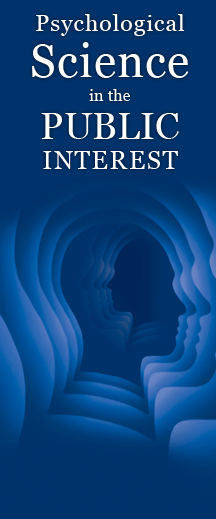 Psychological
Science
in the
PUBLIC
INTEREST